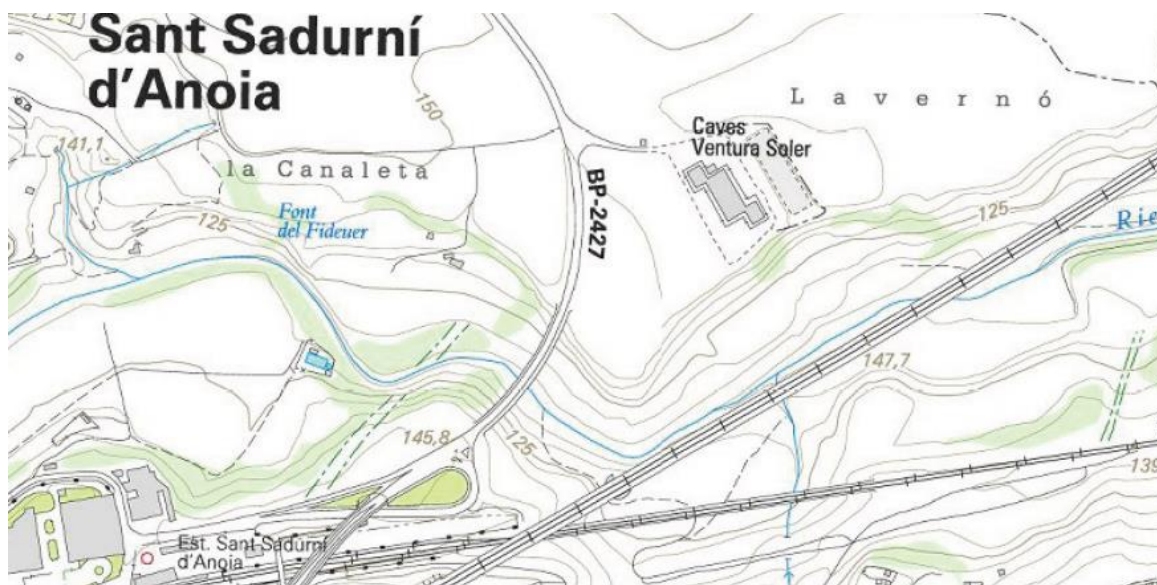 Sant Sadurní
d'Anoia
150
L a v e r n ó
Caves
Ventura Soler
141,1
la Canaleta
BP-2427
125
Font
del Fideuer
125
Rie
147,7
145,8
125
139
Est. Sant Sadurní
d'Anoia